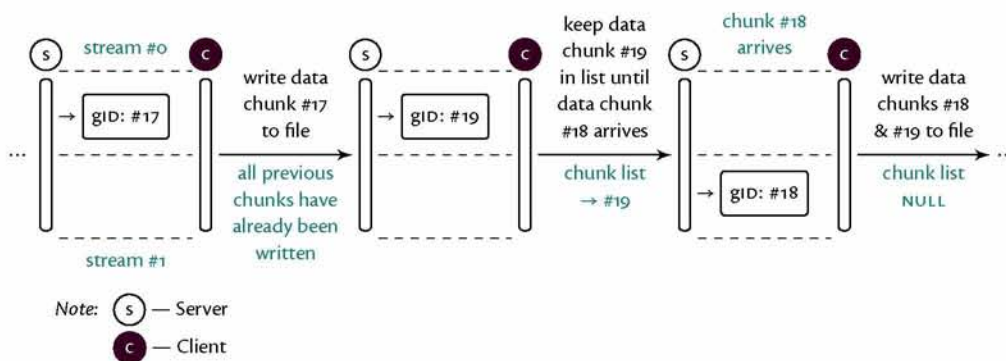 stream #0
S
C
→ gID: #17
...
stream #1
write data
chunk #17
to file
all previous
chunks have
already been
written
S
C
→ gID: #19
keep data
chunk #19
in list until
data chunk
#18 arrives
chunk list
→ #19
chunk #18
arrives
S
C
→ gID: #18
write data
chunks #18
& #19 to file
chunk list
NULL
...
Note: S — Server
C — Client